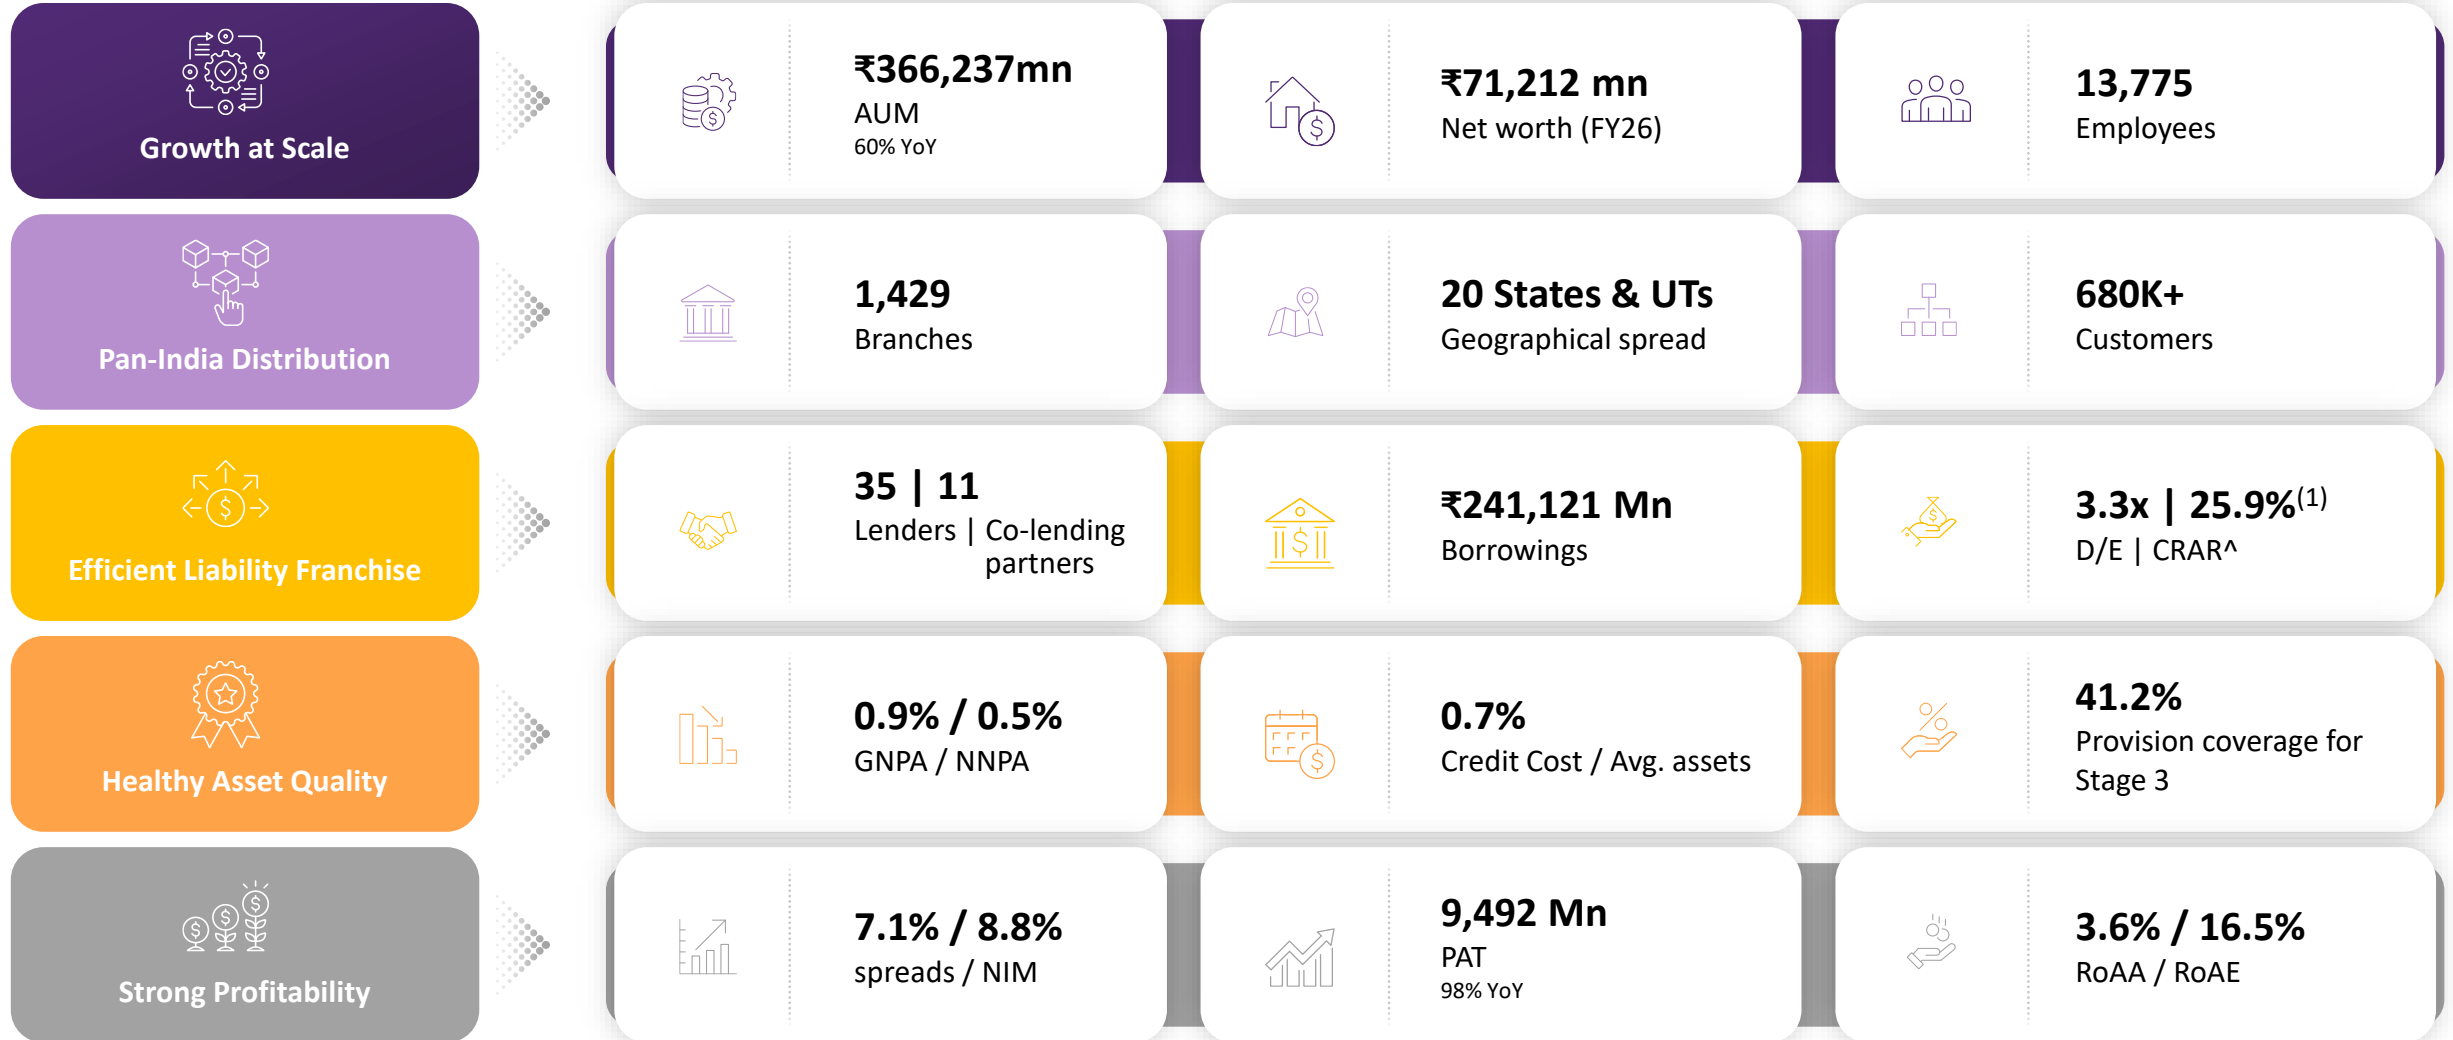 Growth at Scale
₹366,237mn
AUM
60% YoY
₹71,212 mn
Net worth (FY26)
13,775
Employees
Pan-India Distribution
1,429
Branches
20 States & UTs
Geographical spread
680K+
Customers
Efficient Liability Franchise
35 | 11
Lenders | Co-lending
partners
₹241,121 Mn
Borrowings
3.3x | 25.9%(1)
D/E | CRAR^
Healthy Asset Quality
0.9% / 0.5%
GNPA / NNPA
0.7%
Credit Cost / Avg. assets
41.2%
Provision coverage for
Stage 3
Strong Profitability
7.1% / 8.8%
spreads / NIM
9,492 Mn
PAT
98% YoY
3.6% / 16.5%
RoAA / RoAE